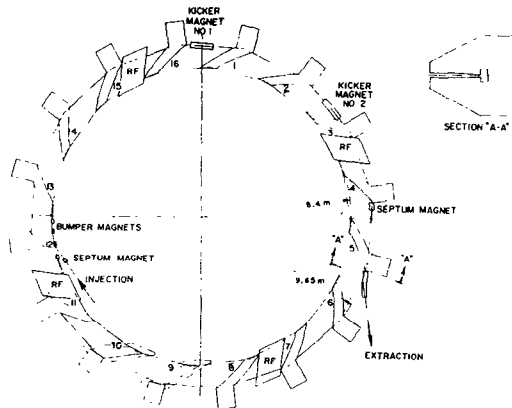 KICKER
MAGNET
NO 1
16
1
15
RF
2
KICKER
MAGNET
NO 2
3
RF
14
SECTION "A-A"
13
4
8.4 m
SEPTUM MAGNET
BUMPER MAGNETS
12
5
"A"
"A"
SEPTUM MAGNET
INJECTION
RF
11
9.65 m
6
10
9
8
RF
7
EXTRACTION